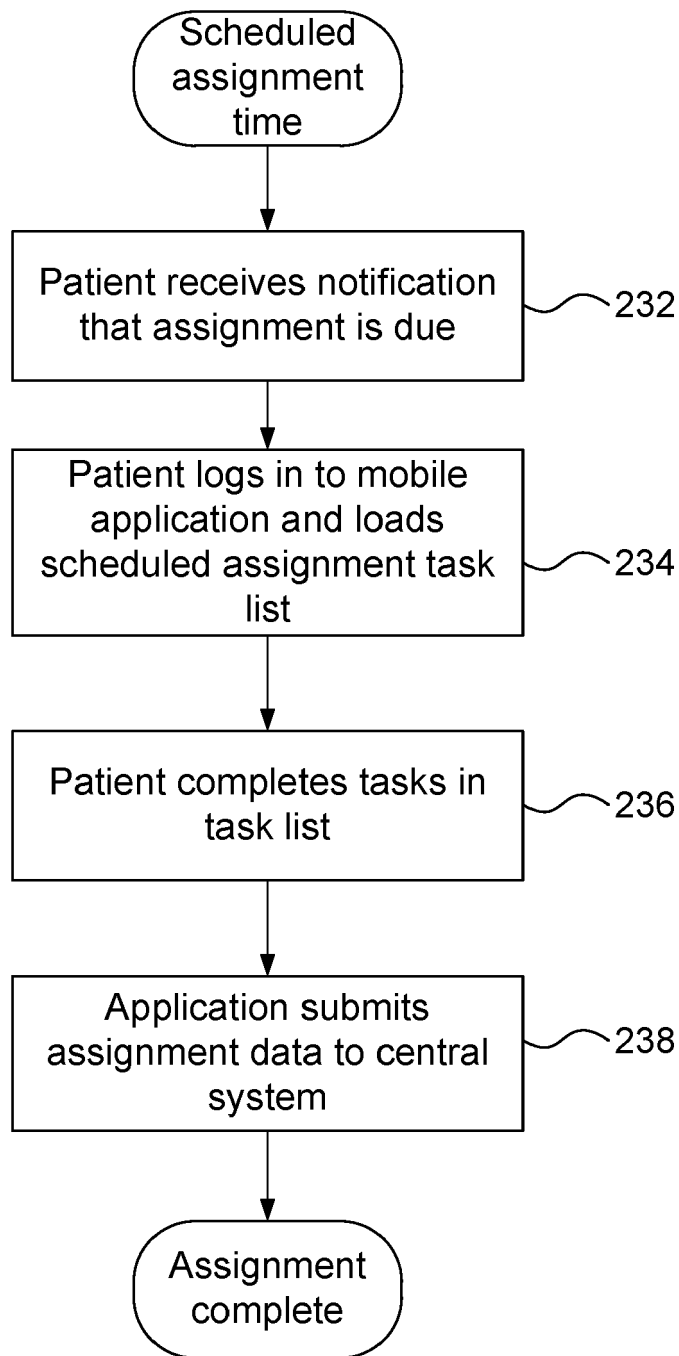 Scheduled
assignment
time
Patient receives notification
that assignment is due
232
Patient logs in to mobile
application and loads
scheduled assignment task
list
234
Patient completes tasks in
task list
236
Application submits
assignment data to central
system
238
Assignment
complete